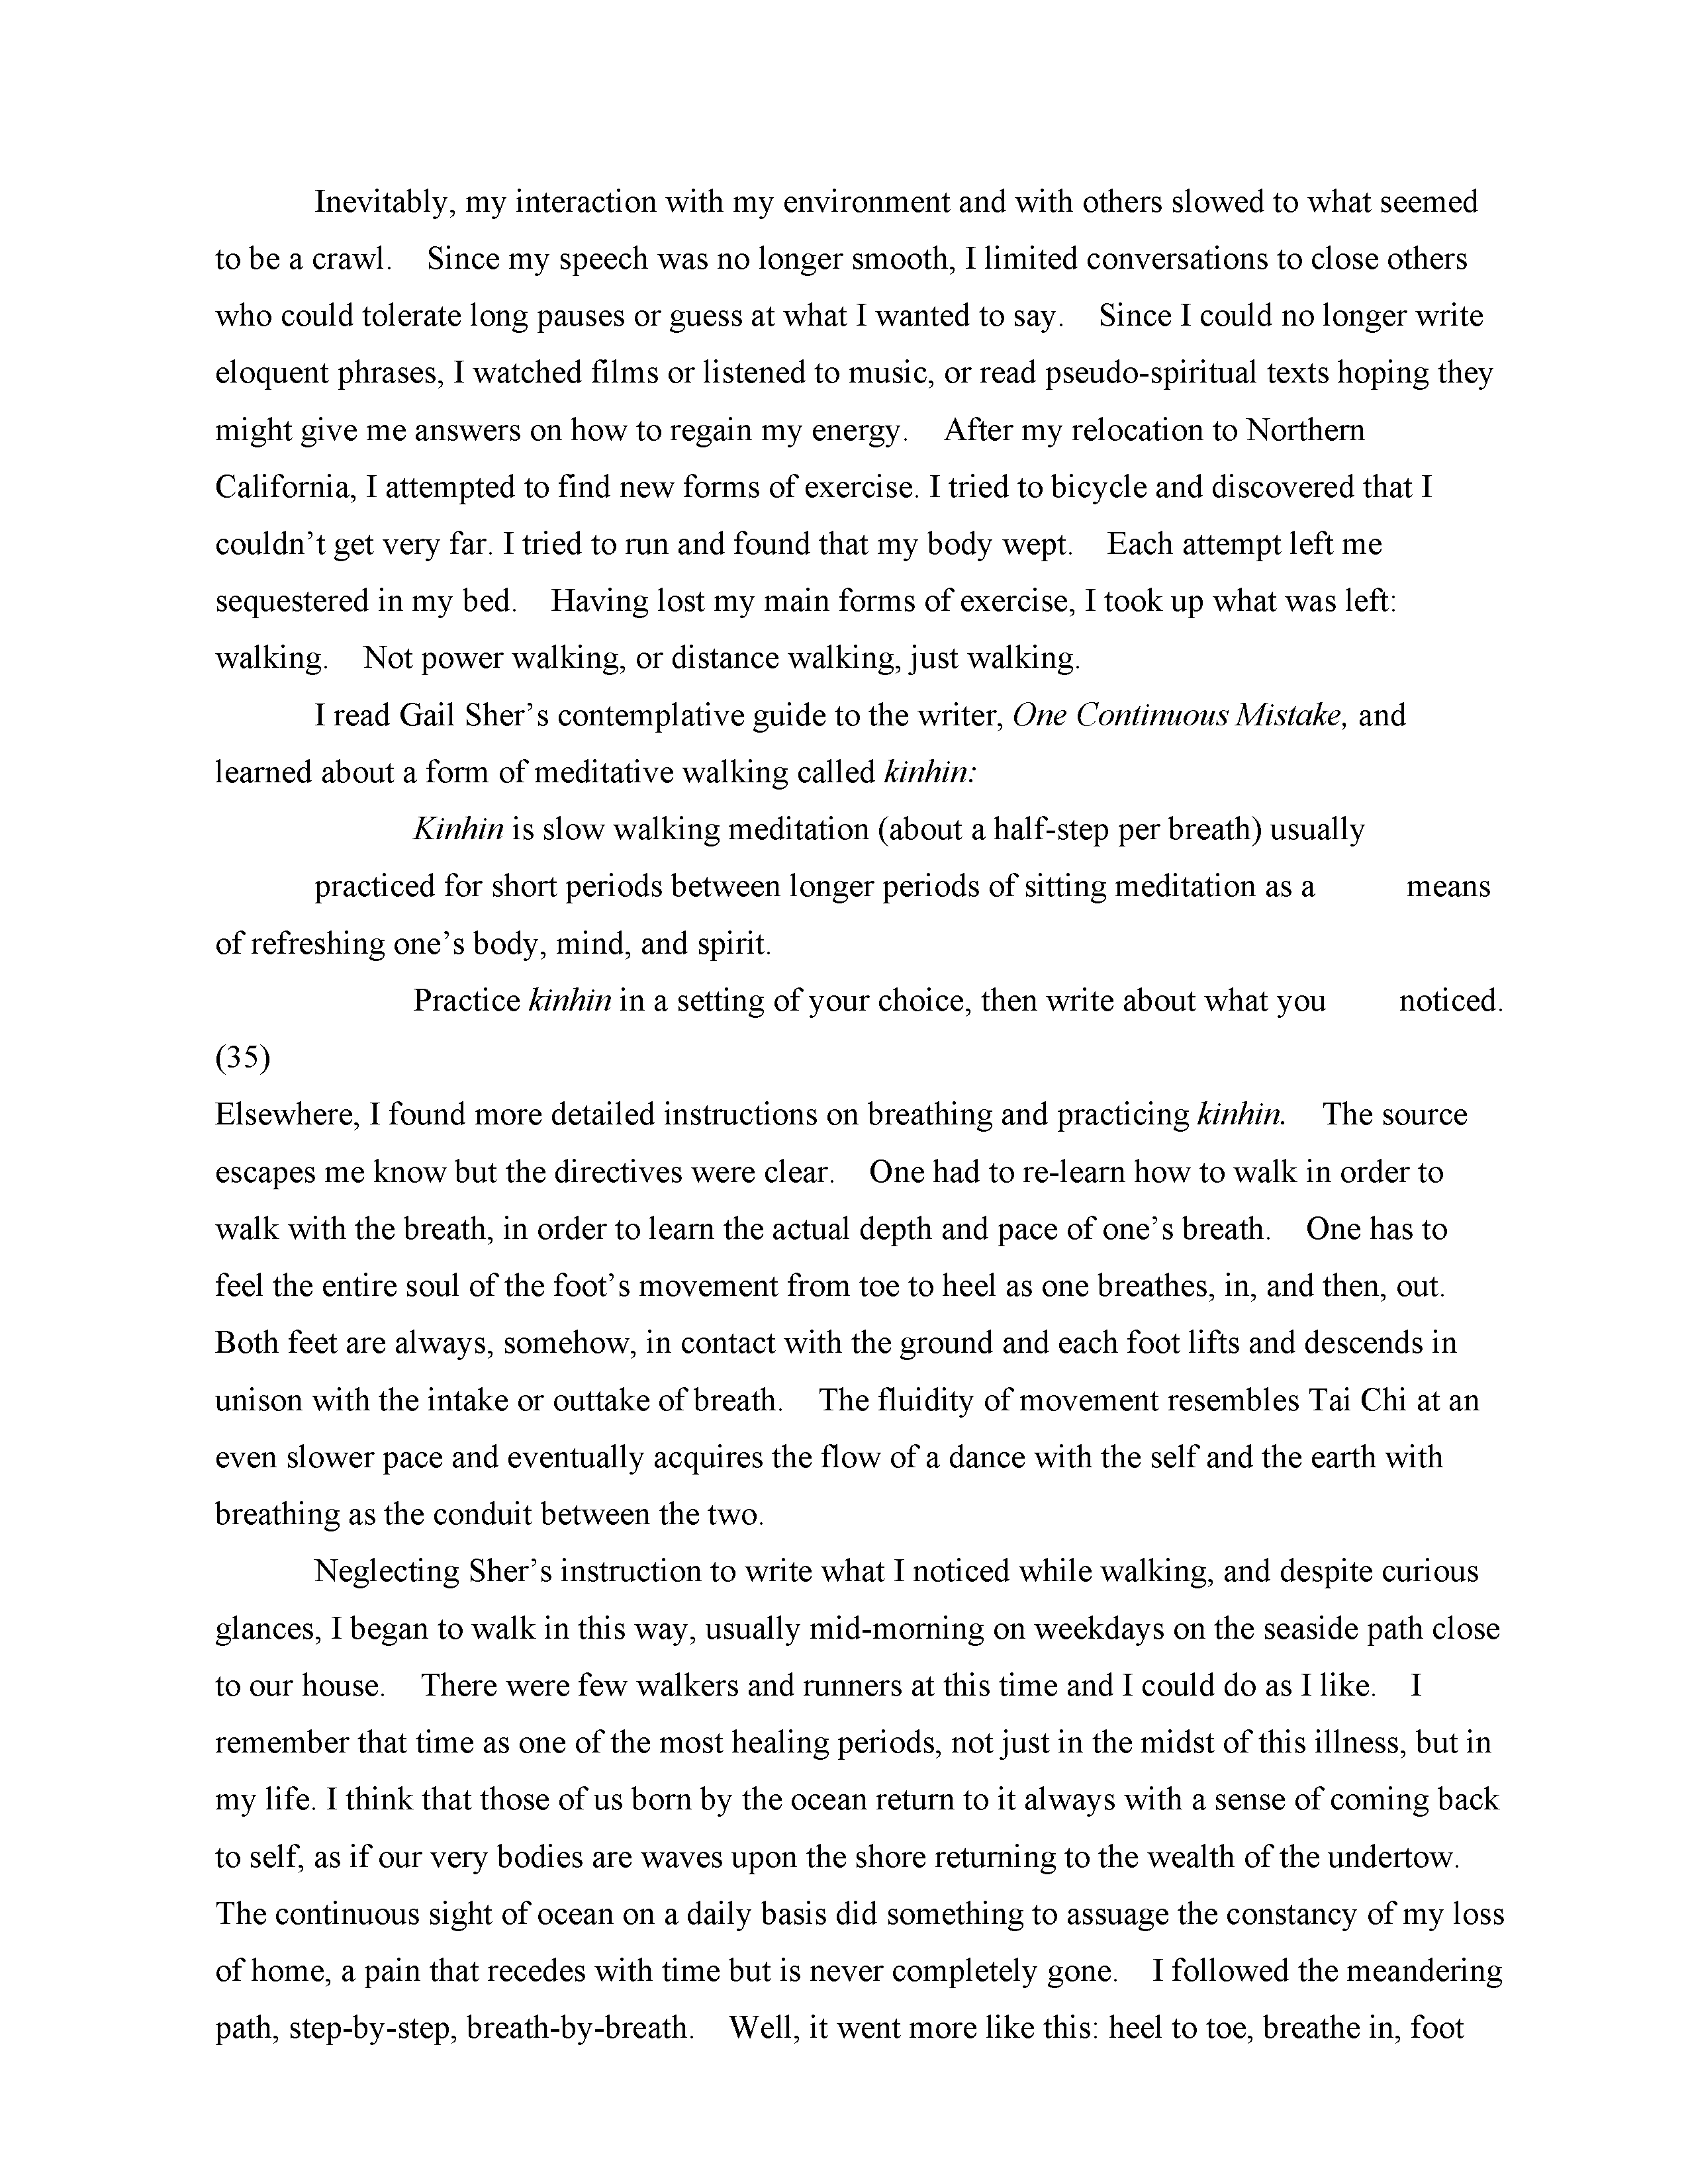 Inevitably, my interaction with my environment and with others slowed to what seemed
to be a crawl. Since my speech was no longer smooth, I limited conversations to close others
who could tolerate long pauses or guess at what I wanted to say. Since I could no longer write
eloquent phrases, I watched films or listened to music, or read pseudo-spiritual texts hoping they
might give me answers on how to regain my energy. After my relocation to Northern
California, I attempted to find new forms of exercise. I tried to bicycle and discovered that I
couldn’t get very far. I tried to run and found that my body wept. Each attempt left me
sequestered in my bed. Having lost my main forms of exercise, I took up what was left:
walking. Not power walking, or distance walking, just walking.
I read Gail Sher’s contemplative guide to the writer, One Continuous Mistake, and
learned about a form of meditative walking called kinhin:
Kinhin is slow walking meditation (about a half-step per breath) usually
practiced for short periods between longer periods of sitting meditation as a means
of refreshing one’s body, mind, and spirit.
Practice kinhin in a setting of your choice, then write about what you noticed.
(35)
Elsewhere, I found more detailed instructions on breathing and practicing kinhin. The source
escapes me know but the directives were clear. One had to re-learn how to walk in order to
walk with the breath, in order to learn the actual depth and pace of one’s breath. One has to
feel the entire soul of the foot’s movement from toe to heel as one breathes, in, and then, out.
Both feet are always, somehow, in contact with the ground and each foot lifts and descends in
unison with the intake or outtake of breath. The fluidity of movement resembles Tai Chi at an
even slower pace and eventually acquires the flow of a dance with the self and the earth with
breathing as the conduit between the two.
Neglecting Sher’s instruction to write what I noticed while walking, and despite curious
glances, I began to walk in this way, usually mid-morning on weekdays on the seaside path close
to our house. There were few walkers and runners at this time and I could do as I like. I
remember that time as one of the most healing periods, not just in the midst of this illness, but in
my life. I think that those of us born by the ocean return to it always with a sense of coming back
to self, as if our very bodies are waves upon the shore returning to the wealth of the undertow.
The continuous sight of ocean on a daily basis did something to assuage the constancy of my loss
of home, a pain that recedes with time but is never completely gone. I followed the meandering
path, step-by-step, breath-by-breath. Well, it went more like this: heel to toe, breathe in, foot